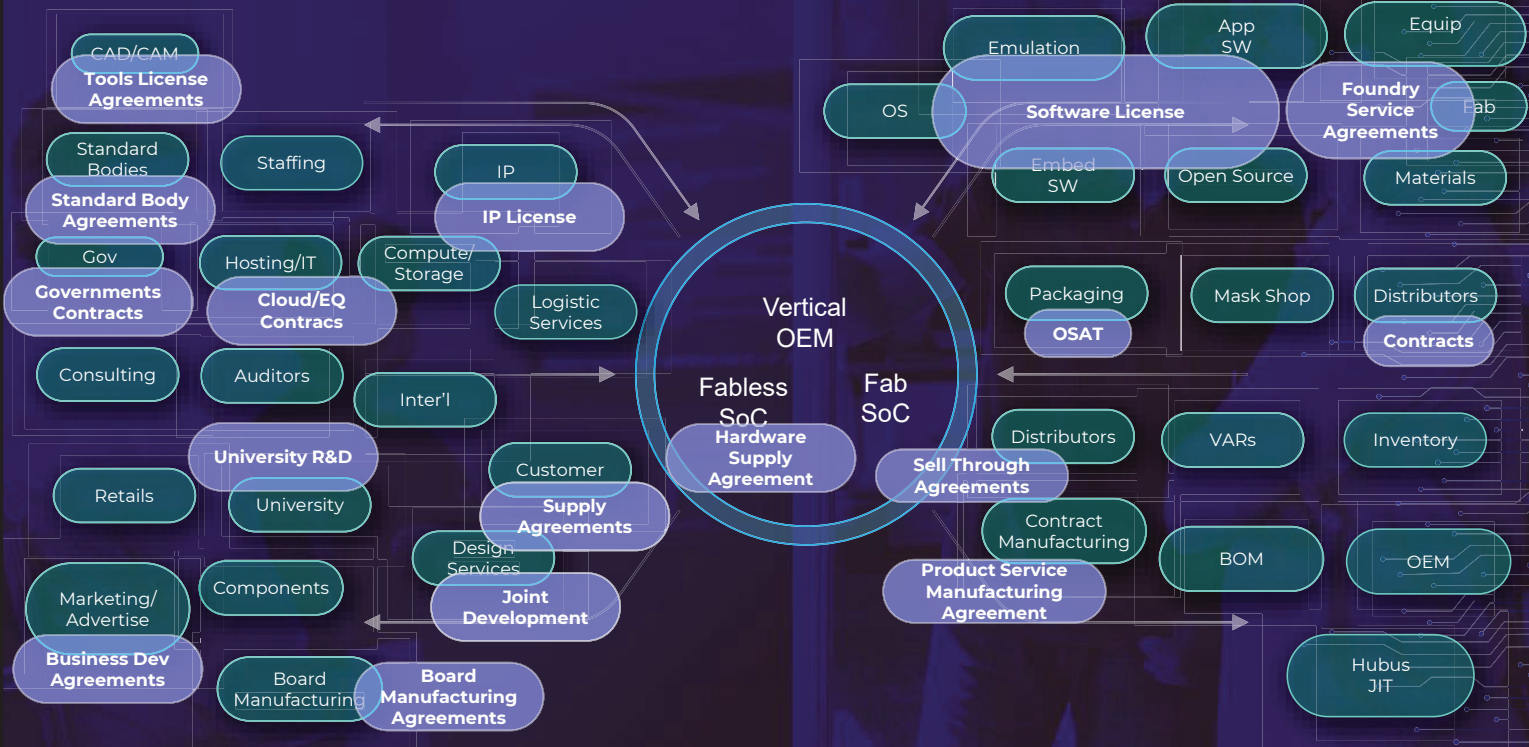 CAD/CAM
Tools License
Agreements
Standard
Bodies
Standard Body
Agreements
Staffing
IP
IP License
Gov
Governments
Contracts
Hosting/IT
Cloud/EQ
Contracs
Compute/
Storage
Logistic
Services
Consulting
Auditors
Inter'l
University R&D
University
Retails
Customer
Supply
Agreements
Design
Services
Joint
Development
Marketing/
Advertise
Business Dev
Agreements
Components
Board
Manufacturing
Board
Manufacturing
Agreements
Vertical
OEM
Fabless
SoC
Fab
SoC
Hardware
Supply
Agreement
Sell Through
Agreements
Emulation
App
SW
Equip
OS
Software License
Foundry
Service
Agreements
Fab
Embed
SW
Open Source
Materials
Packaging
OSAT
Mask Shop
Distributors
Contracts
Distributors
VARs
Inventory
Contract
Manufacturing
Product Service
Manufacturing
Agreement
BOM
OEM
Hubus
JIT